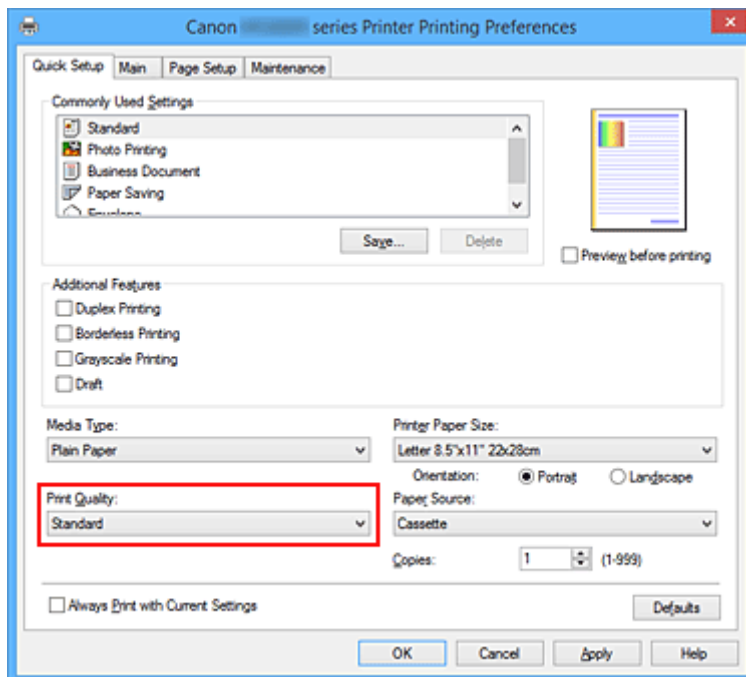 Canon series Printer Printing Preferences
Quick Setup Main Page Setup Maintenance
Commonly Used Settings
Standard
Photo Printing
Business Document
Paper Saving
Envelope
Save... Delete
Preview before printing
Additional Features
Duplex Printing
Borderless Printing
Grayscale Printing
Draft
Media Type: Printer Paper Size:
Plain Paper Letter 8.5"x11" 22x28cm
Orientation: Portrait Landscape
Print Quality: Paper Source:
Standard Cassette
Copies: 1 (1-999)
Always Print with Current Settings Defaults
OK Cancel Apply Help